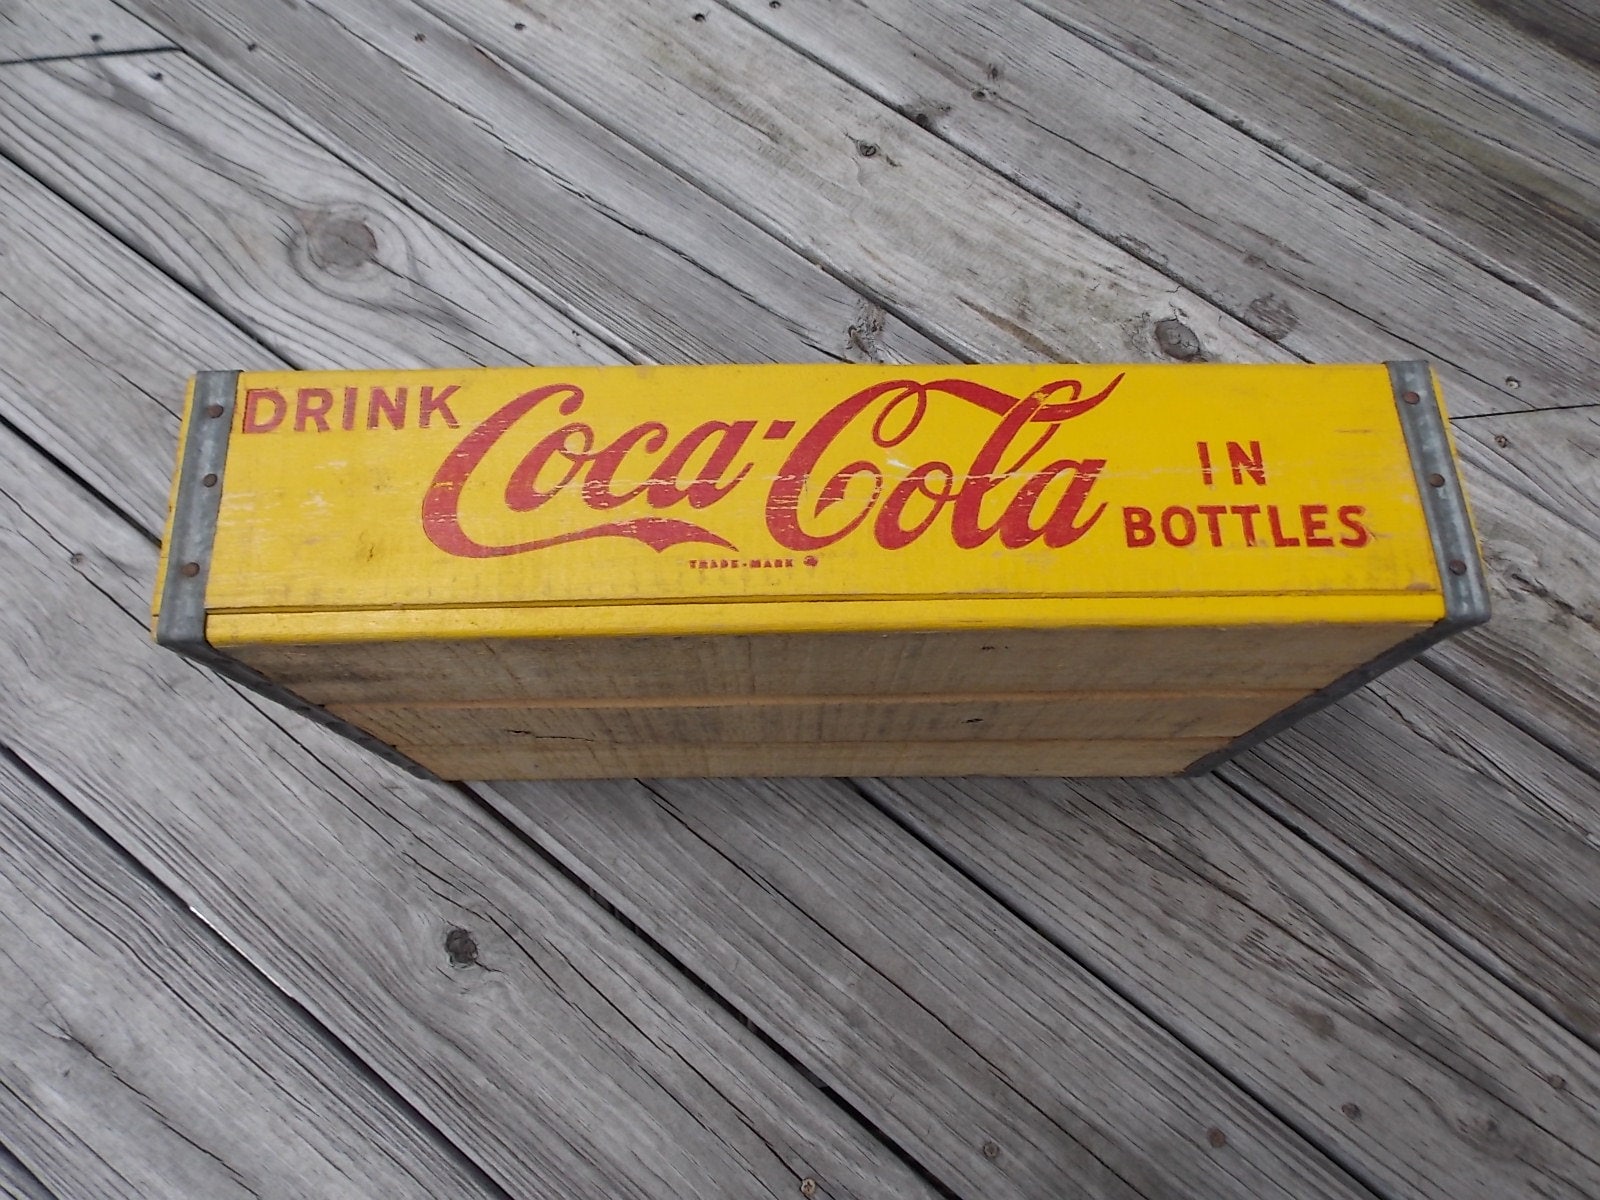 DRINK Coca-Cola IN
BOTTLES
TRADE-MARK ®